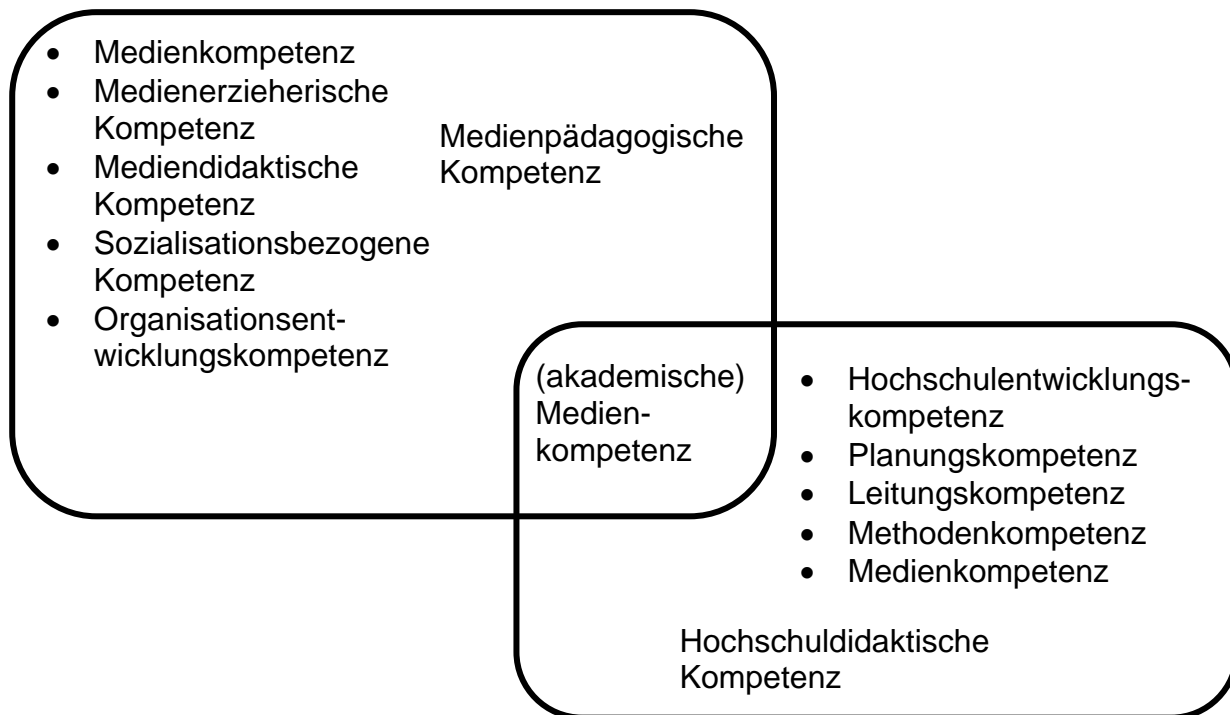 • Medienkompetenz
• Medienerzieherische
Kompetenz
• Mediendidaktische
Kompetenz
• Sozialisationsbezogene
Kompetenz
• Organisationsent-
wicklungskompetenz
Medienpädagogische
Kompetenz
(akademische)
Medien-
kompetenz
• Hochschulentwicklungs-
kompetenz
• Planungskompetenz
• Leitungskompetenz
• Methodenkompetenz
• Medienkompetenz
Hochschuldidaktische
Kompetenz